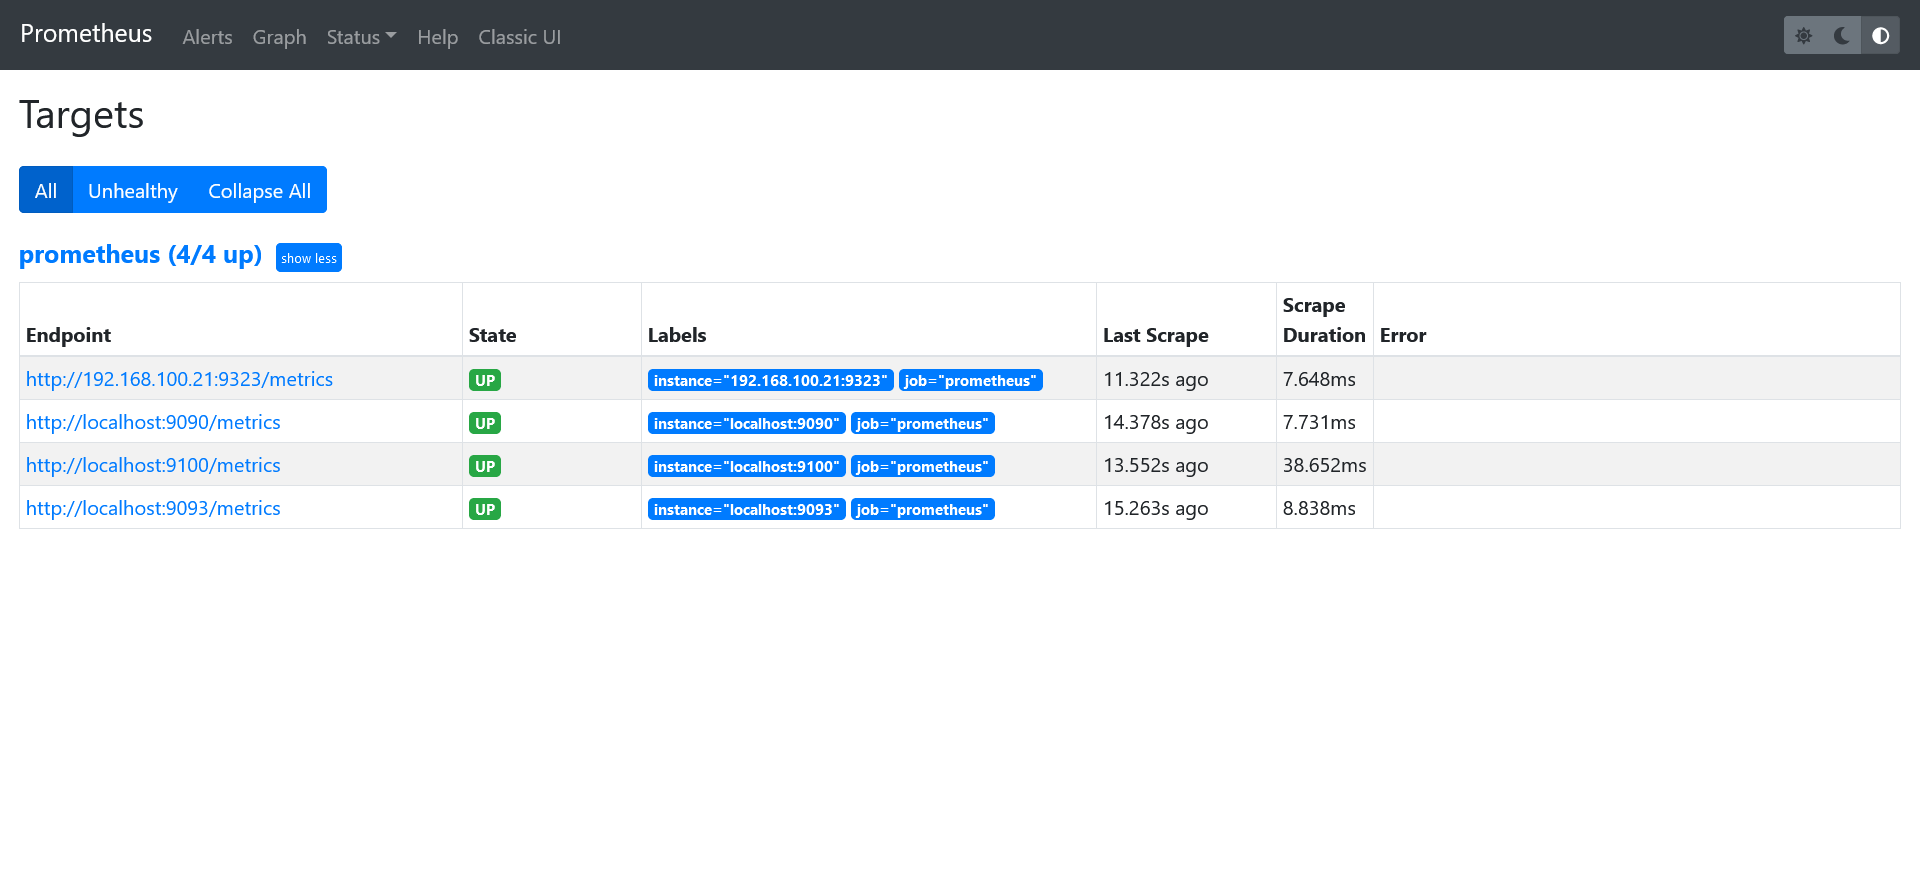 Prometheus Alerts Graph Status Help Classic UI
Targets
All Unhealthy Collapse All
prometheus (4/4 up) show less
Endpoint State Labels Last Scrape Scrape Duration Error
http://192.168.100.21:9323/metrics UP instance="192.168.100.21:9323" job="prometheus" 11.322s ago 7.648ms
http://localhost:9090/metrics UP instance="localhost:9090" job="prometheus" 14.378s ago 7.731ms
http://localhost:9100/metrics UP instance="localhost:9100" job="prometheus" 13.552s ago 38.652ms
http://localhost:9093/metrics UP instance="localhost:9093" job="prometheus" 15.263s ago 8.838ms